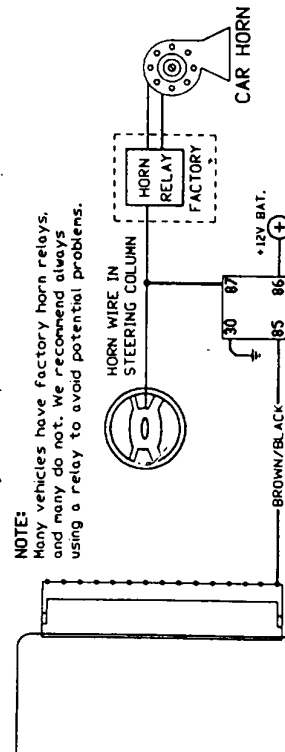 NOTE:
Many vehicles have factory horn relays,
and many do not. We recommend always
using a relay to avoid potential problems.
HORN WIRE IN
STEERING COLUMN
HORN
RELAY
FACTORY
CAR HORN
87
30
86
85
+12V BAT.
+
BROWN/BLACK